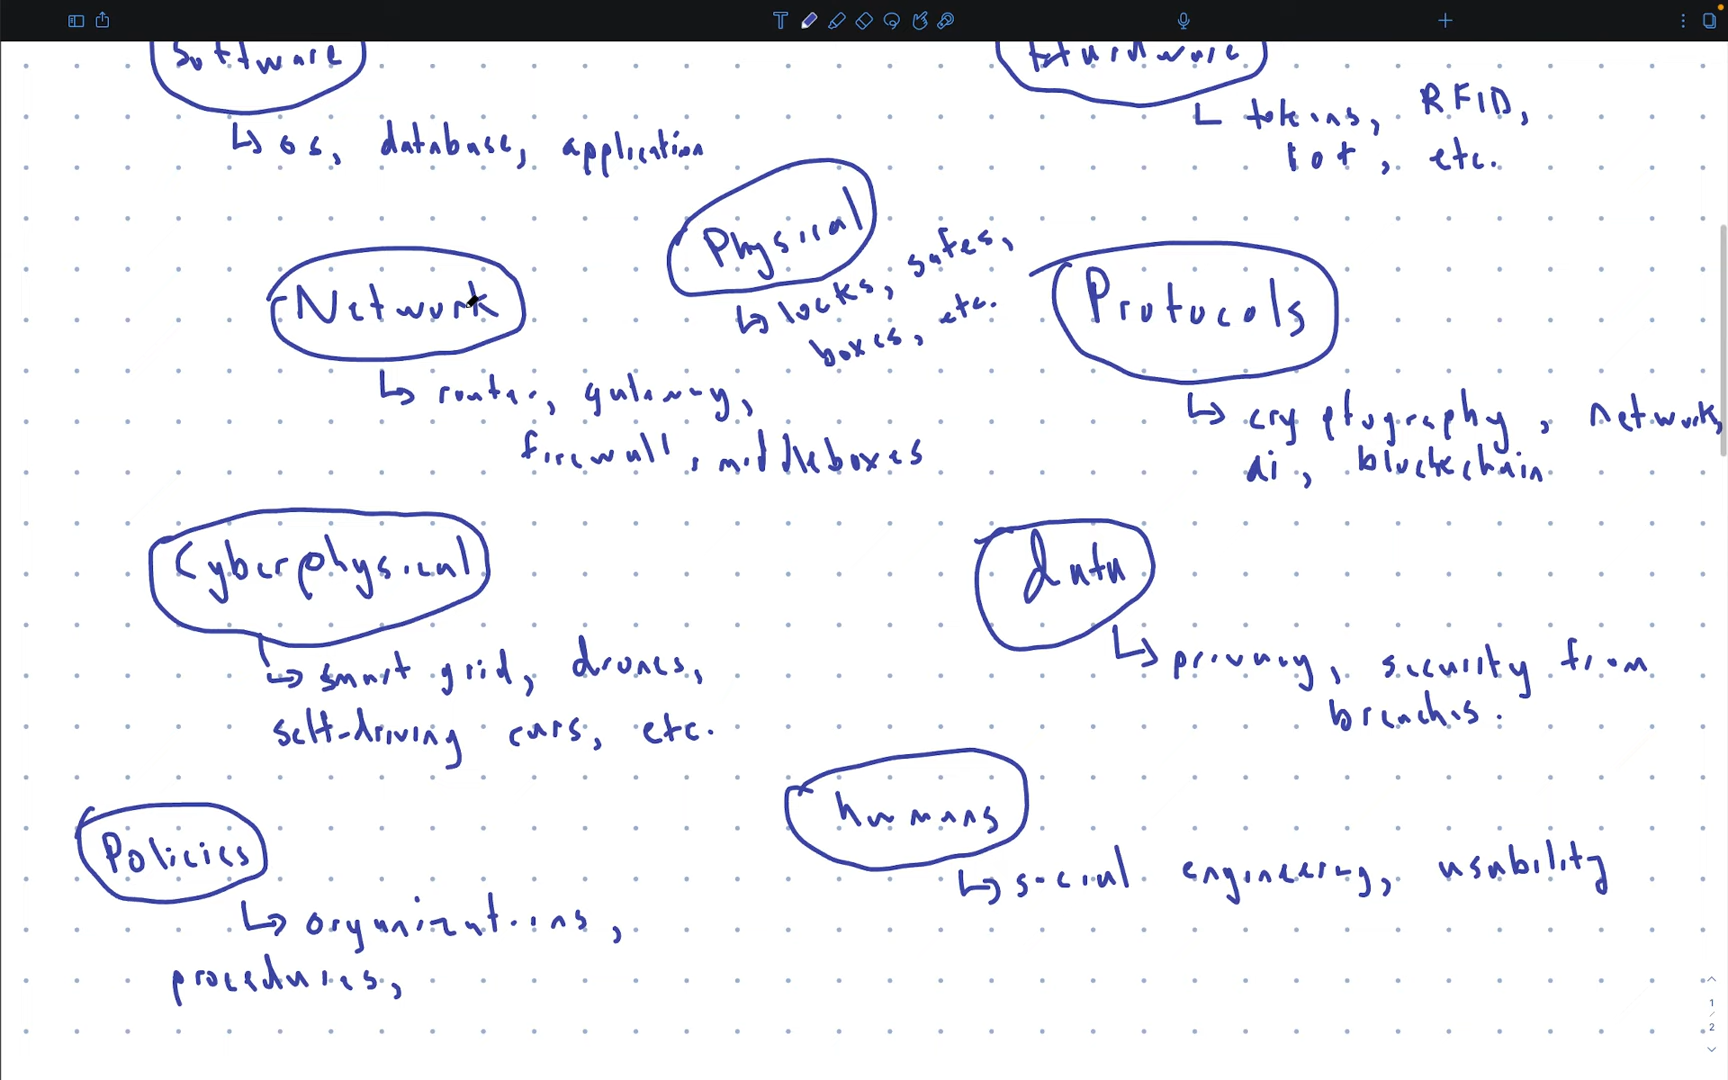 Software
Hardware
↳ os, database, application
tokens, RFID,
IoT, etc.
Physical
↳ locks, safes,
boxes, etc.
Network
↳ router, gateway,
firewall, middleboxes
Protocols
↳ cryptography, network,
ai, blockchain
Cyberphysical
↳ smart grid, drones,
self-driving cars, etc.
data
↳ privacy, security from
breaches.
Policies
↳ organizations,
procedures,
humans
↳ social engineering, usability
1
/
2